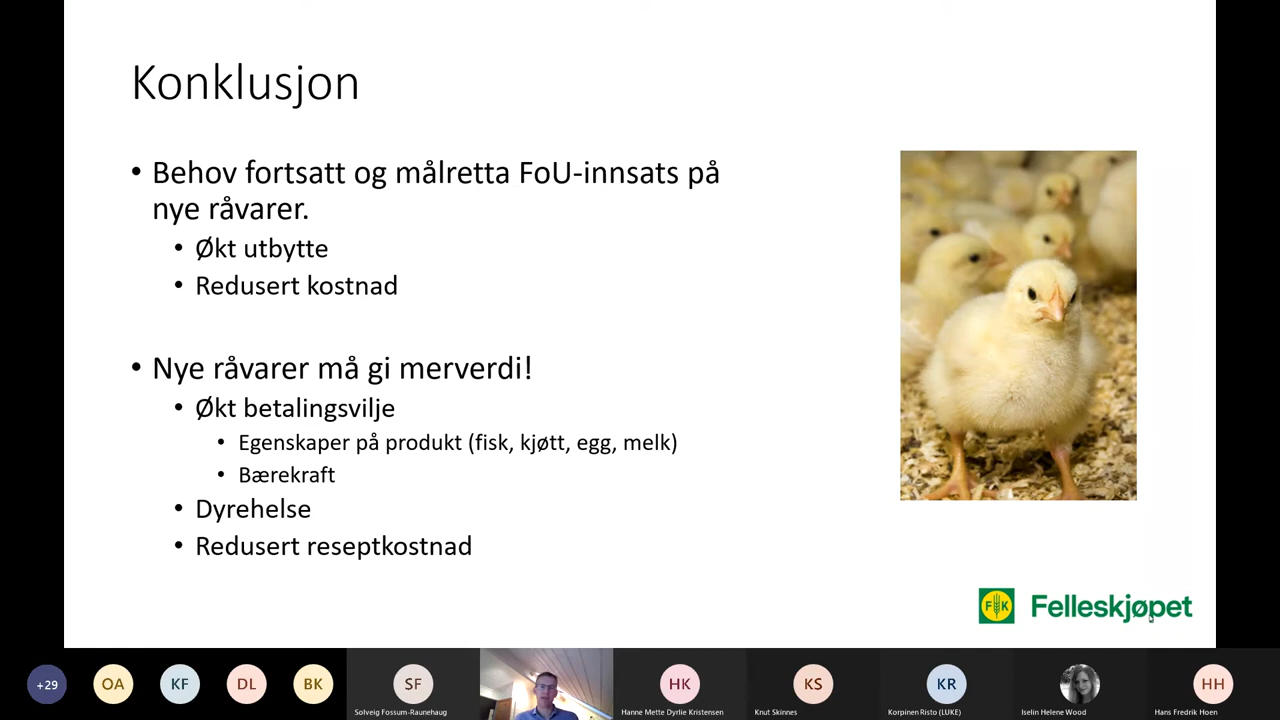 Konklusjon
• Behov fortsatt og målretta FoU-innsats på
nye råvarer.
• Økt utbytte
• Redusert kostnad
• Nye råvarer må gi merverdi!
• Økt betalingsvilje
• Egenskaper på produkt (fisk, kjøtt, egg, melk)
• Bærekraft
• Dyrehelse
• Redusert reseptkostnad
FK Felleskjøpet
+29 OA KF DL BK SF HK KS KR HH
Solveig Fossum-Raunehaug Hanne Mette Dyrlie Kristensen Knut Skinnes Korpinen Risto (LUKE) Iselin Helene Wood Hans Fredrik Hoen